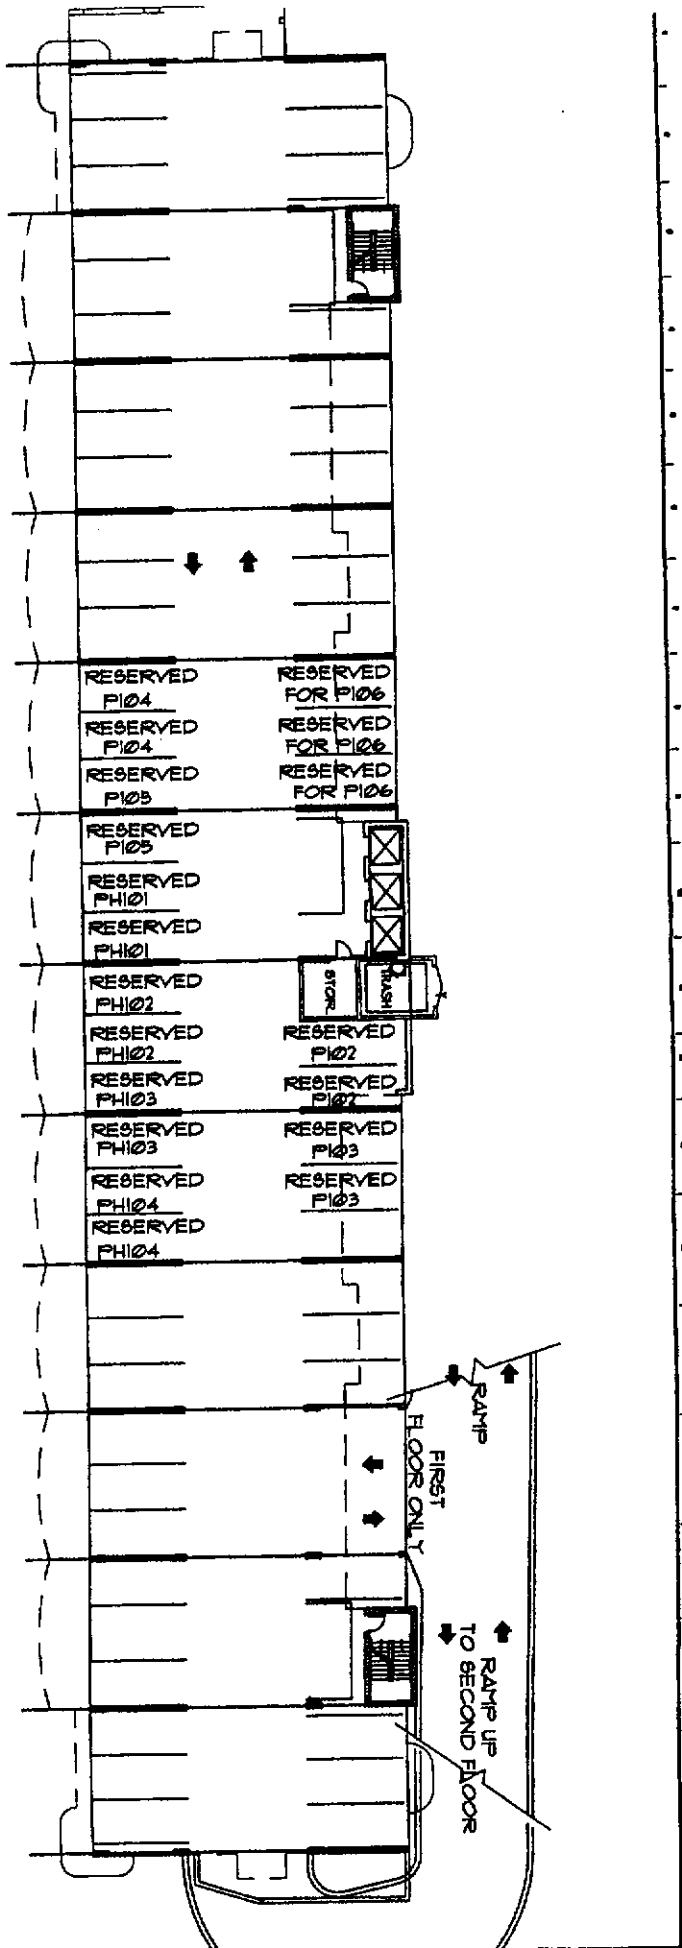 RESERVED
P104
RESERVED
FOR P106
RESERVED
P104
RESERVED
FOR P106
RESERVED
P105
RESERVED
FOR P106
RESERVED
P105
RESERVED
PH101
RESERVED
PH101
RESERVED
PH102
STOR.
TRASH
RESERVED
PH102
RESERVED
P102
RESERVED
PH103
RESERVED
P102
RESERVED
PH103
RESERVED
P103
RESERVED
PH104
RESERVED
P103
RESERVED
PH104
RAMP
FIRST
FLOOR ONLY
RAMP UP
TO SECOND FLOOR